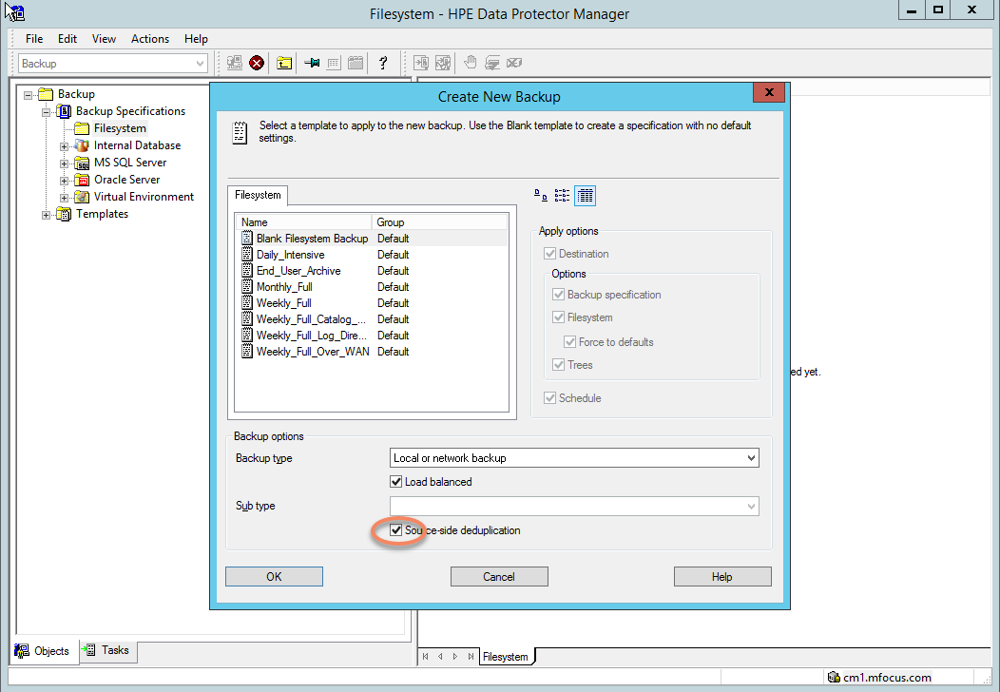 Filesystem - HPE Data Protector Manager
File Edit View Actions Help
Backup
Backup
Backup Specifications
Filesystem
Internal Database
MS SQL Server
Oracle Server
Virtual Environment
Templates
Create New Backup
Select a template to apply to the new backup. Use the Blank template to create a specification with no default
settings.
Filesystem
Name Group
Blank Filesystem Backup Default
Daily_Intensive Default
End_User_Archive Default
Monthly_Full Default
Weekly_Full Default
Weekly_Full_Catalog_... Default
Weekly_Full_Log_Dire... Default
Weekly_Full_Over_WAN Default
Apply options
Destination
Options
Backup specification
Filesystem
Force to defaults
Trees
Schedule
ed yet.
Backup options
Backup type Local or network backup
Load balanced
Sub type
Source-side deduplication
OK Cancel Help
Objects Tasks
Filesystem
cm1.mfocus.com